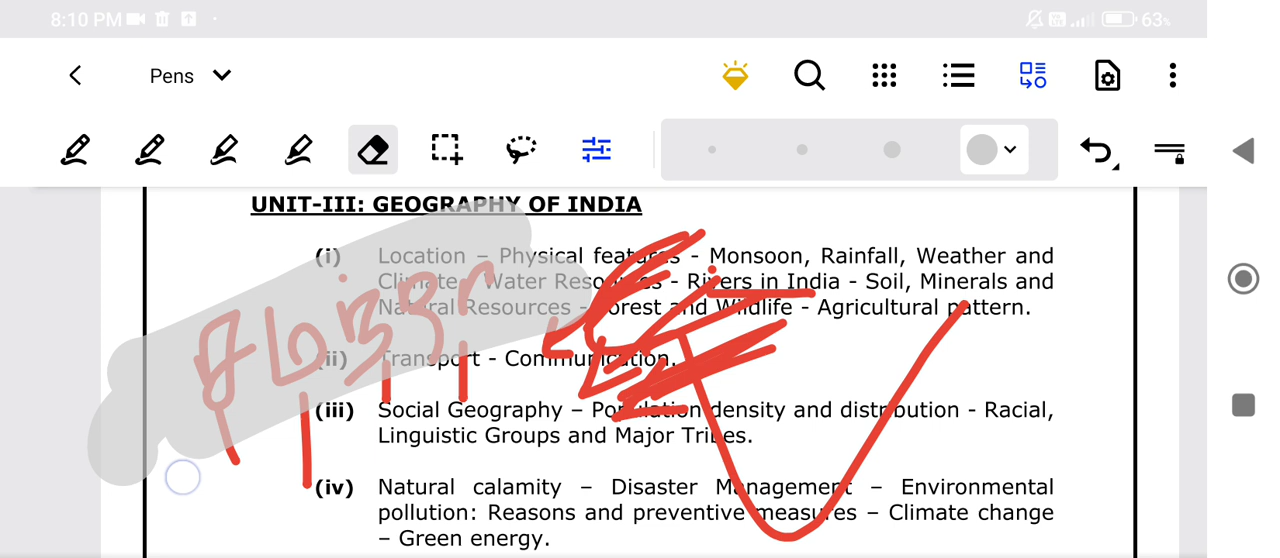 8:10 PM
63%
Pens
UNIT-III: GEOGRAPHY OF INDIA
(i) Location – Physical features - Monsoon, Rainfall, Weather and
Climate - Water Resources - Rivers in India - Soil, Minerals and
Natural Resources - Forest and Wildlife - Agricultural pattern.
(ii) Transport - Communication.
(iii) Social Geography – Population density and distribution - Racial,
Linguistic Groups and Major Tribes.
(iv) Natural calamity – Disaster Management – Environmental
pollution: Reasons and preventive measures – Climate change
– Green energy.